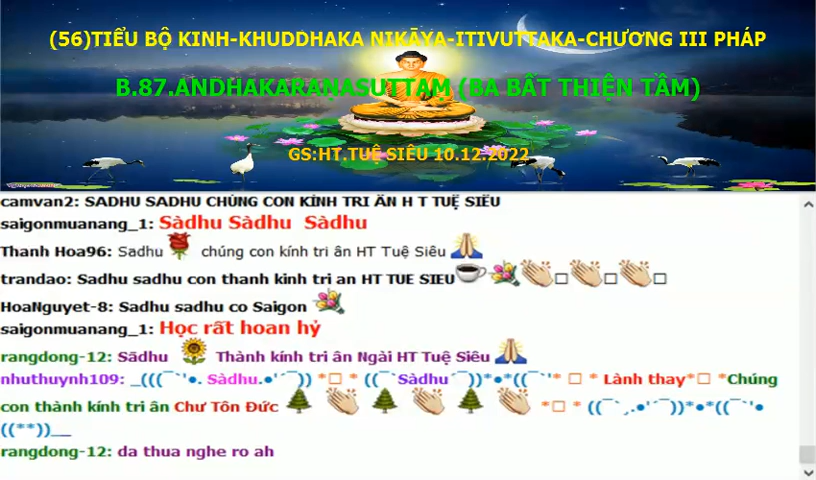 (56)TIỂU BỘ KINH-KHUDDHAKA NIKĀYA-ITIVUTTAKA-CHƯƠNG III PHÁP
B.87.ANDHAKARAṆASUTTAṂ (BA BẤT THIỆN TẦM)
GS:HT.TUỆ SIÊU 10.12.2022
camvan2: SADHU SADHU CHÚNG CON KÍNH TRI ÂN H T TUỆ SIÊU
saigonmuanang_1: Sàdhu Sàdhu Sàdhu
Thanh Hoa96: Sadhu 🌹 chúng con kính tri ân HT Tuệ Siêu 🙏
trandao: Sadhu sadhu con thanh kinh tri an HT TUE SIEU ☕💐👏□👏□👏□
HoaNguyet-8: Sadhu sadhu co Saigon 💐
saigonmuanang_1: Học rất hoan hỷ
rangdong-12: Sādhu 🌻 Thành kính tri ân Ngài HT Tuệ Siêu 🙏
nhuthuynh109: _(((¯`'•. Sàdhu.•'´¯)) *□ * ((¯`Sàdhu´¯))*•*((¯`'* □ * Lành thay*□ *Chúng
con thành kính tri ân Chư Tôn Đức 🌲👏🌲👏🌲👏 *□ * ((¯`¸.•'´¯))*•*((¯`'•
((**))__
rangdong-12: da thua nghe ro ah